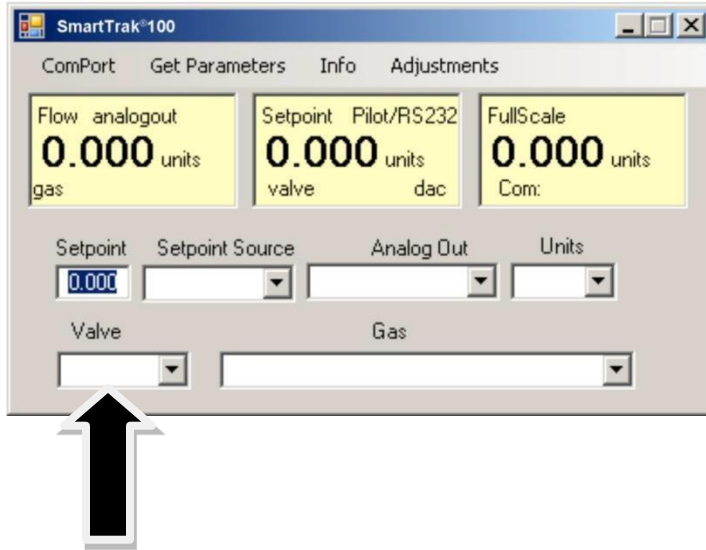 SmartTrak®100
ComPort Get Parameters Info Adjustments
Flow analogout
0.000 units
gas
Setpoint Pilot/RS232
0.000 units
valve dac
FullScale
0.000 units
Com:
Setpoint Setpoint Source Analog Out Units
0.000
Valve Gas